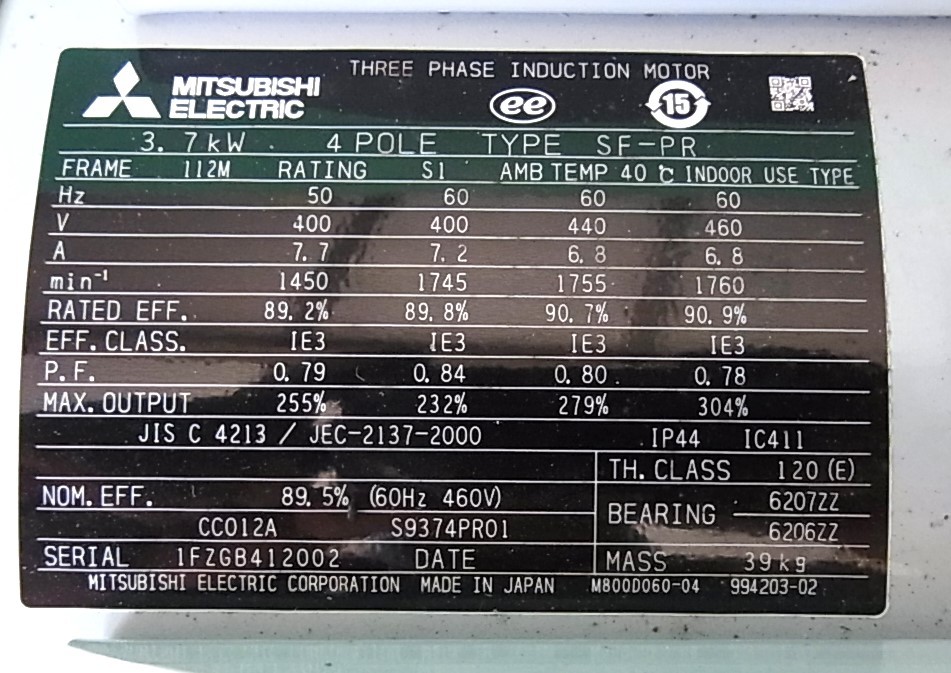 THREE PHASE INDUCTION MOTOR
MITSUBISHI
ELECTRIC
ee
15
3.7kW 4 POLE TYPE SF-PR
FRAME 112M RATING S1 AMB TEMP 40 ℃ INDOOR USE TYPE
Hz 50 60 60 60
V 400 400 440 460
A 7.7 7.2 6.8 6.8
min⁻¹ 1450 1745 1755 1760
RATED EFF. 89.2% 89.8% 90.7% 90.9%
EFF. CLASS. IE3 IE3 IE3 IE3
P.F. 0.79 0.84 0.80 0.78
MAX. OUTPUT 255% 232% 279% 304%
JIS C 4213 / JEC-2137-2000 IP44 IC411
TH. CLASS 120 (E)
NOM. EFF. 89.5% (60Hz 460V)
BEARING 6207ZZ
6206ZZ
CC012A S9374PR01
SERIAL 1FZGB412002 DATE MASS 39kg
MITSUBISHI ELECTRIC CORPORATION MADE IN JAPAN M800D060-04 994203-02